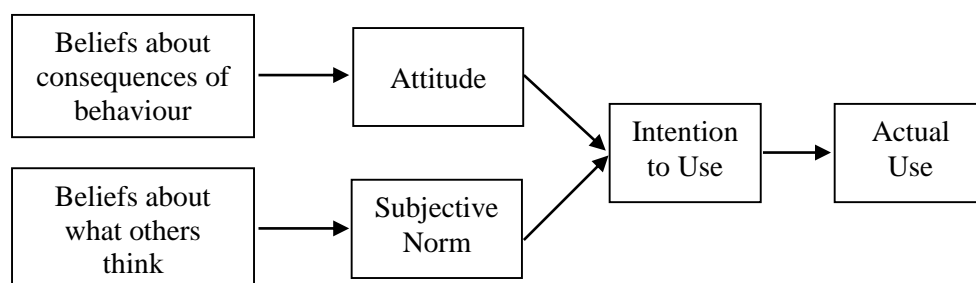 Beliefs about
consequences of
behaviour
Attitude
Beliefs about
what others
think
Subjective
Norm
Intention
to Use
Actual
Use